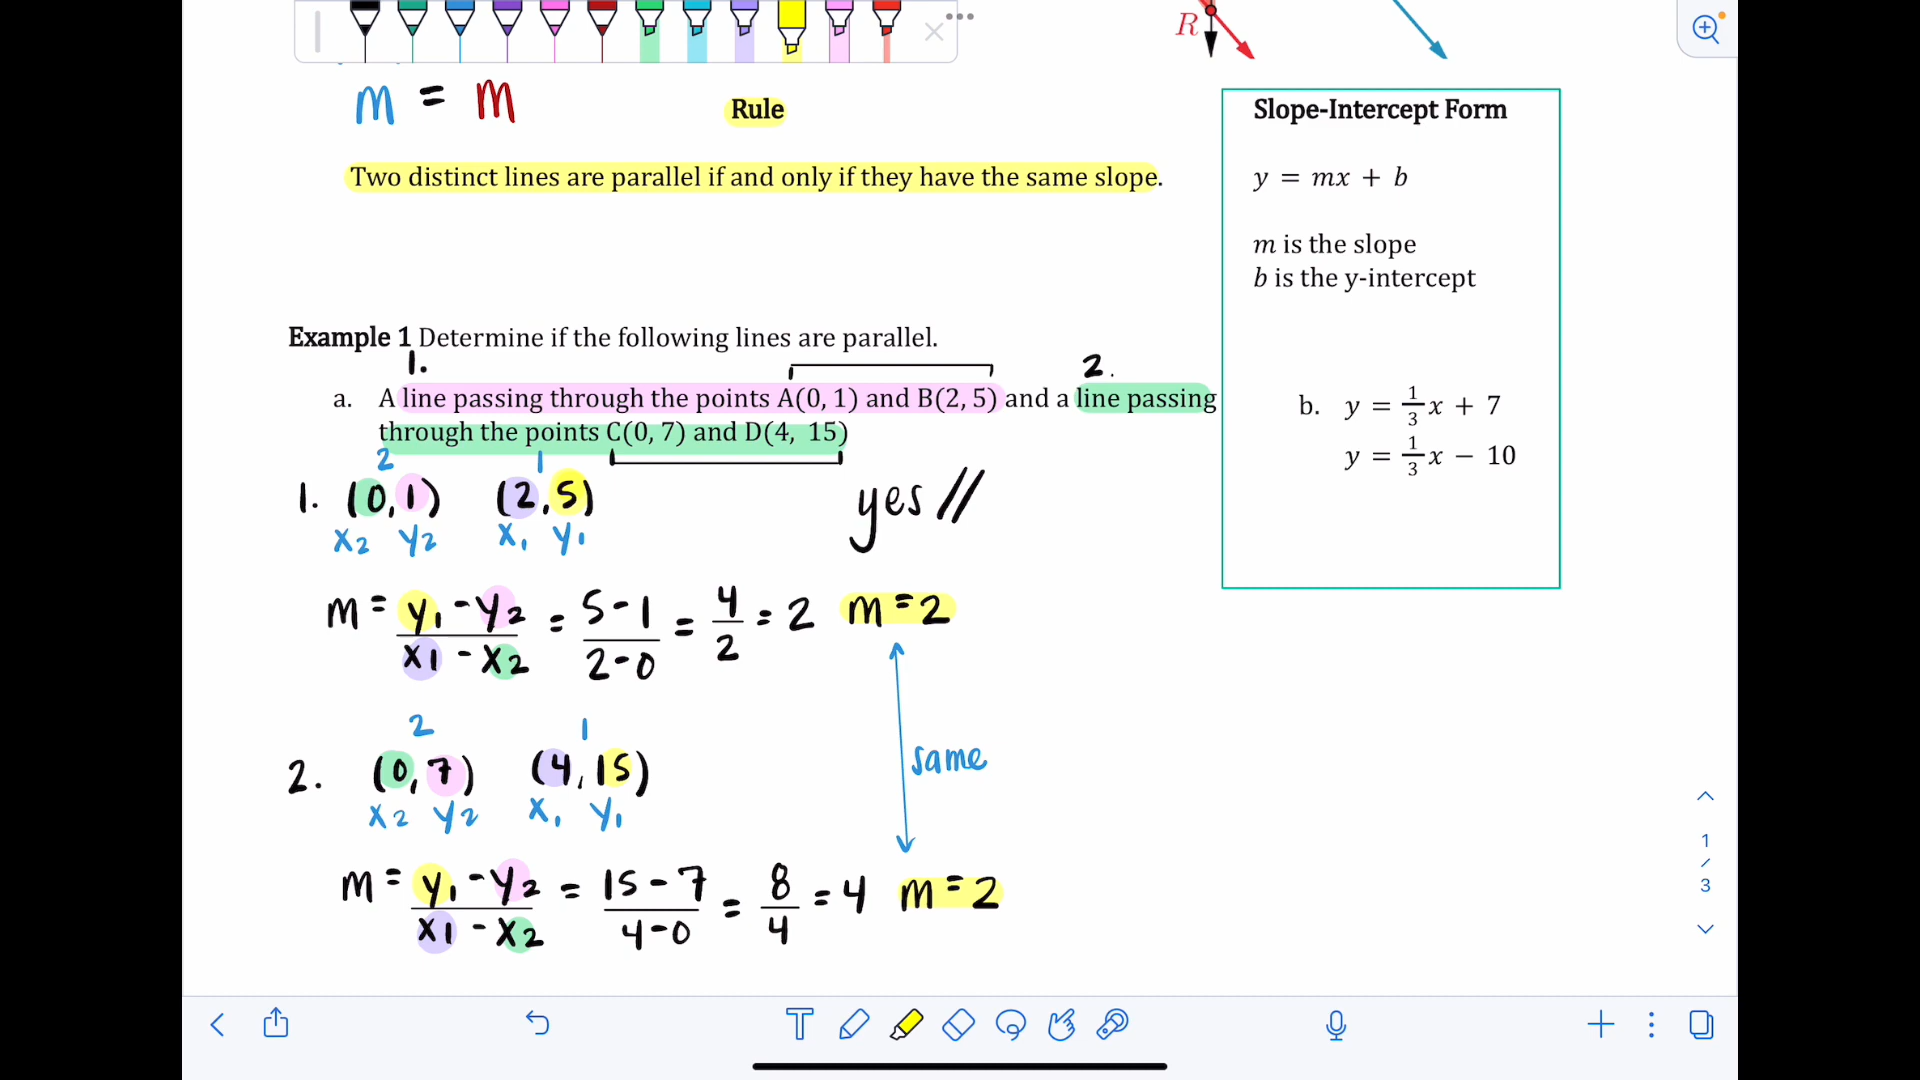 R
m = m
Rule
Slope-Intercept Form
Two distinct lines are parallel if and only if they have the same slope.
y = mx + b
m is the slope
b is the y-intercept
Example 1 Determine if the following lines are parallel.
1.
2.
a. A line passing through the points A(0, 1) and B(2, 5) and a line passing
through the points C(0, 7) and D(4, 15)
b. y = 1/3 x + 7
y = 1/3 x − 10
2 1
1. (0,1) (2,5)
x2 y2 x1 y1
yes //
m = y1 - y2 / x1 - x2 = 5-1 / 2-0 = 4/2 = 2 m = 2
same
2 1
2. (0,7) (4,15)
x2 y2 x1 y1
m = y1 - y2 / x1 - x2 = 15-7 / 4-0 = 8/4 = 4 m = 2
1
/
3
T